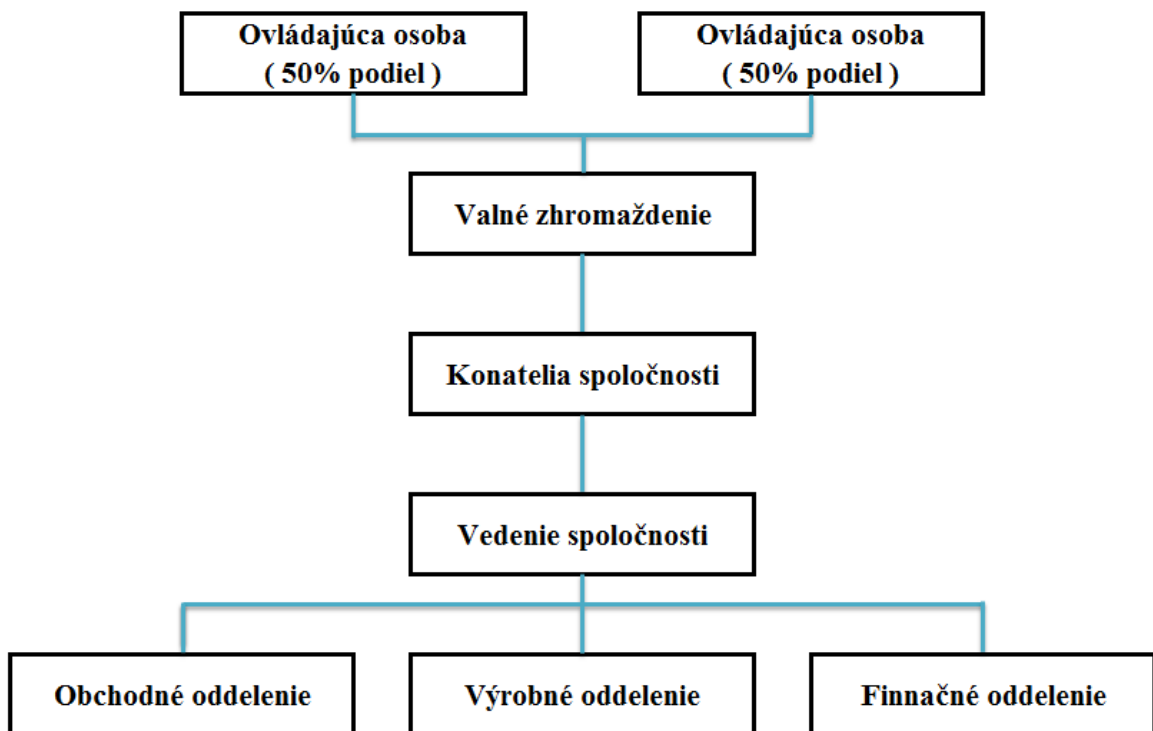 Ovládajúca osoba
( 50% podiel )
Ovládajúca osoba
( 50% podiel )
Valné zhromaždenie
Konatelia spoločnosti
Vedenie spoločnosti
Obchodné oddelenie
Výrobné oddelenie
Finnačné oddelenie